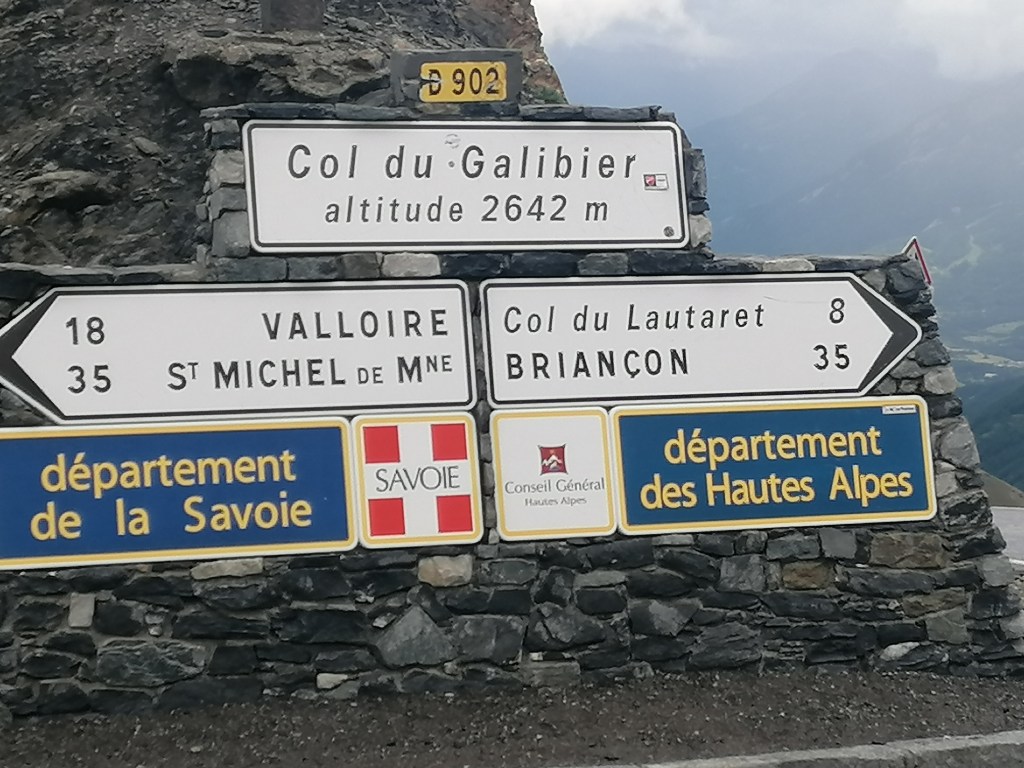 D 902
Col du Galibier
altitude 2642 m
18 VALLOIRE
35 ST MICHEL DE MNE
Col du Lautaret 8
BRIANÇON 35
département
de la Savoie
SAVOIE
Conseil Général
Hautes Alpes
département
des Hautes Alpes